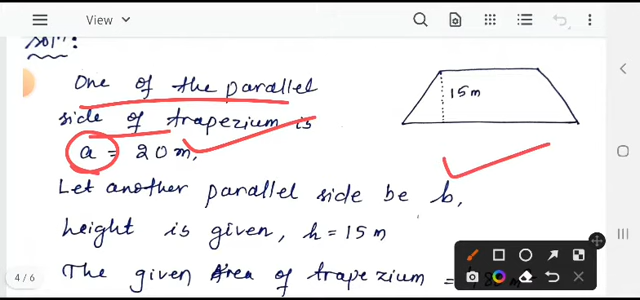 View
Solⁿ:
One of the parallel
side of trapezium is
a = 20 m,
15 m
Let another parallel side be b,
height is given, h = 15 m
The given Area of trapezium =
4 / 6